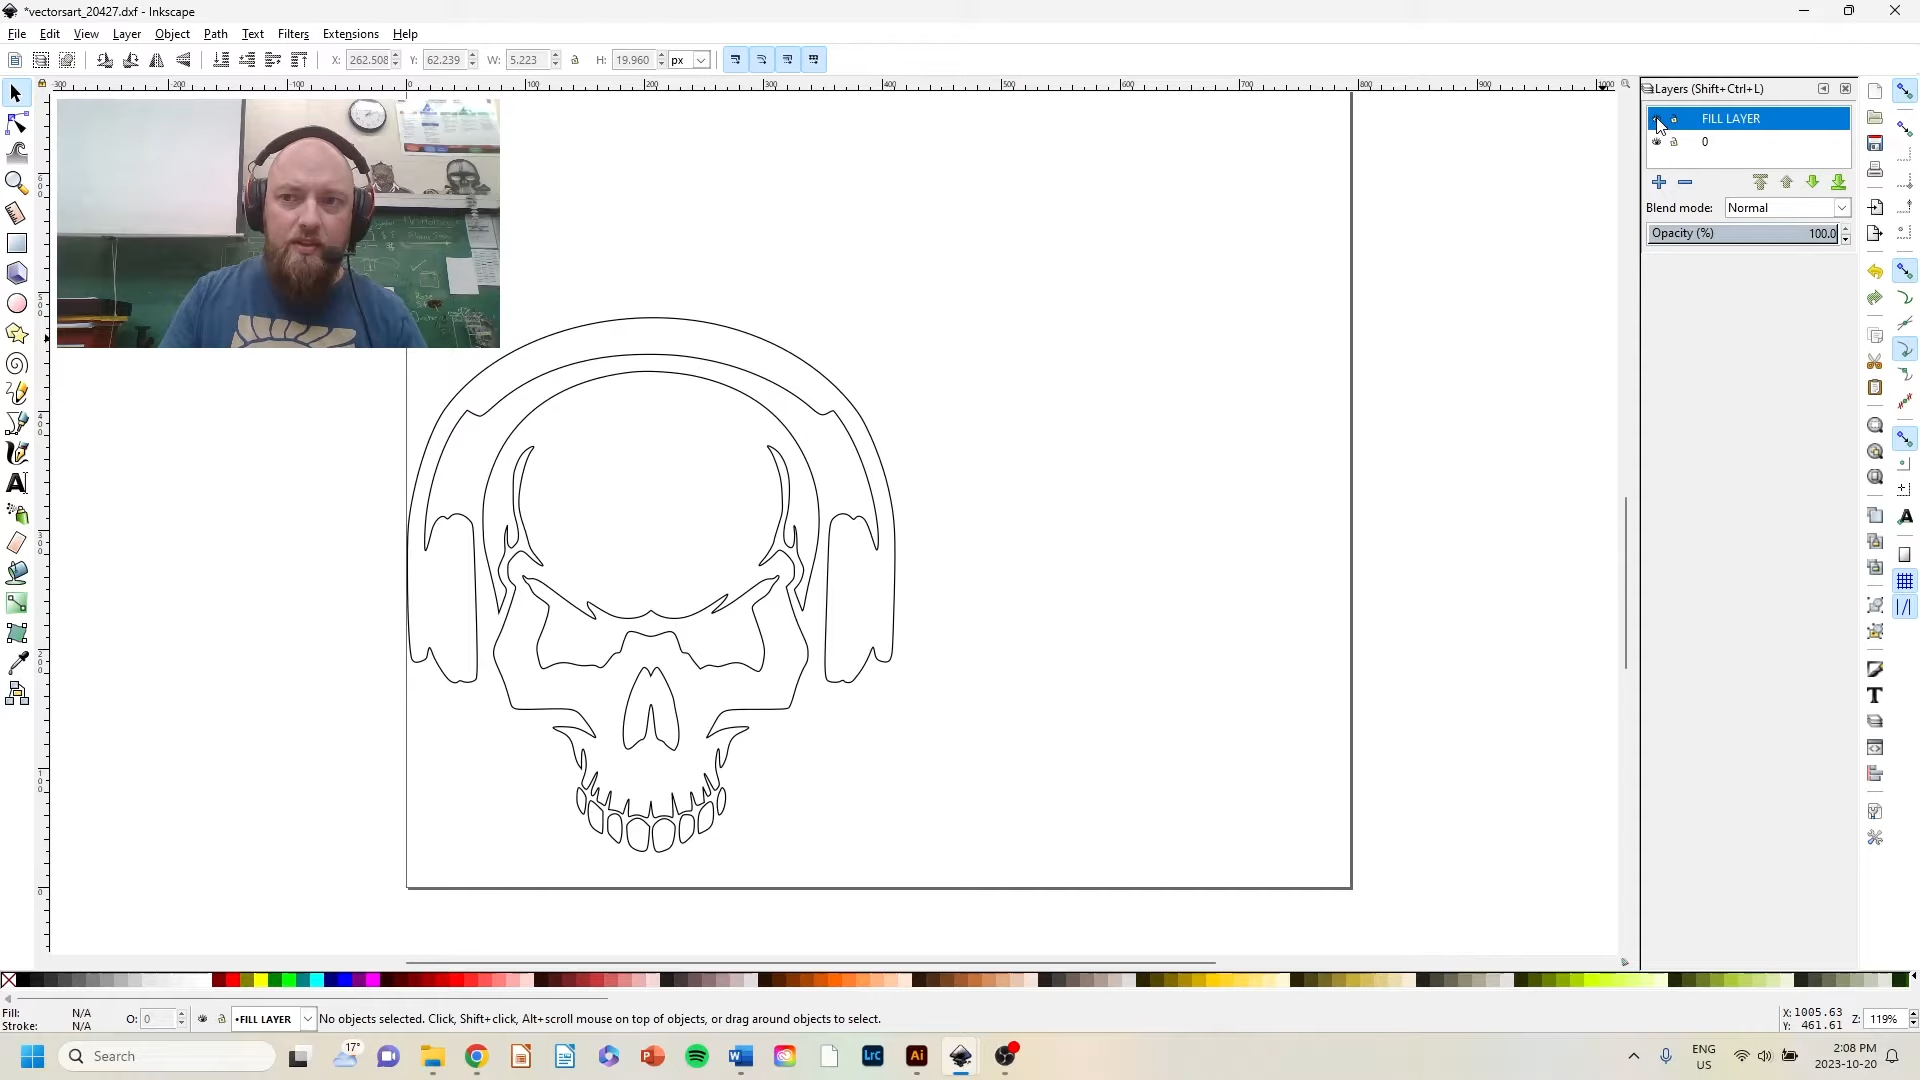 *vectorsart_20427.dxf - Inkscape
File Edit View Layer Object Path Text Filters Extensions Help
X: 262.508 Y: 62.239 W: 5.223 H: 19.960 px
Layers (Shift+Ctrl+L)
FILL LAYER
0
Blend mode: Normal
Opacity (%) 100.0
Fill: N/A
Stroke: N/A
O: 0
•FILL LAYER
No objects selected. Click, Shift+click, Alt+scroll mouse on top of objects, or drag around objects to select.
X: 1005.63
Y: 461.61
Z: 119%
Search
17°
Lrc
Ai
ENG
US
2:08 PM
2023-10-20